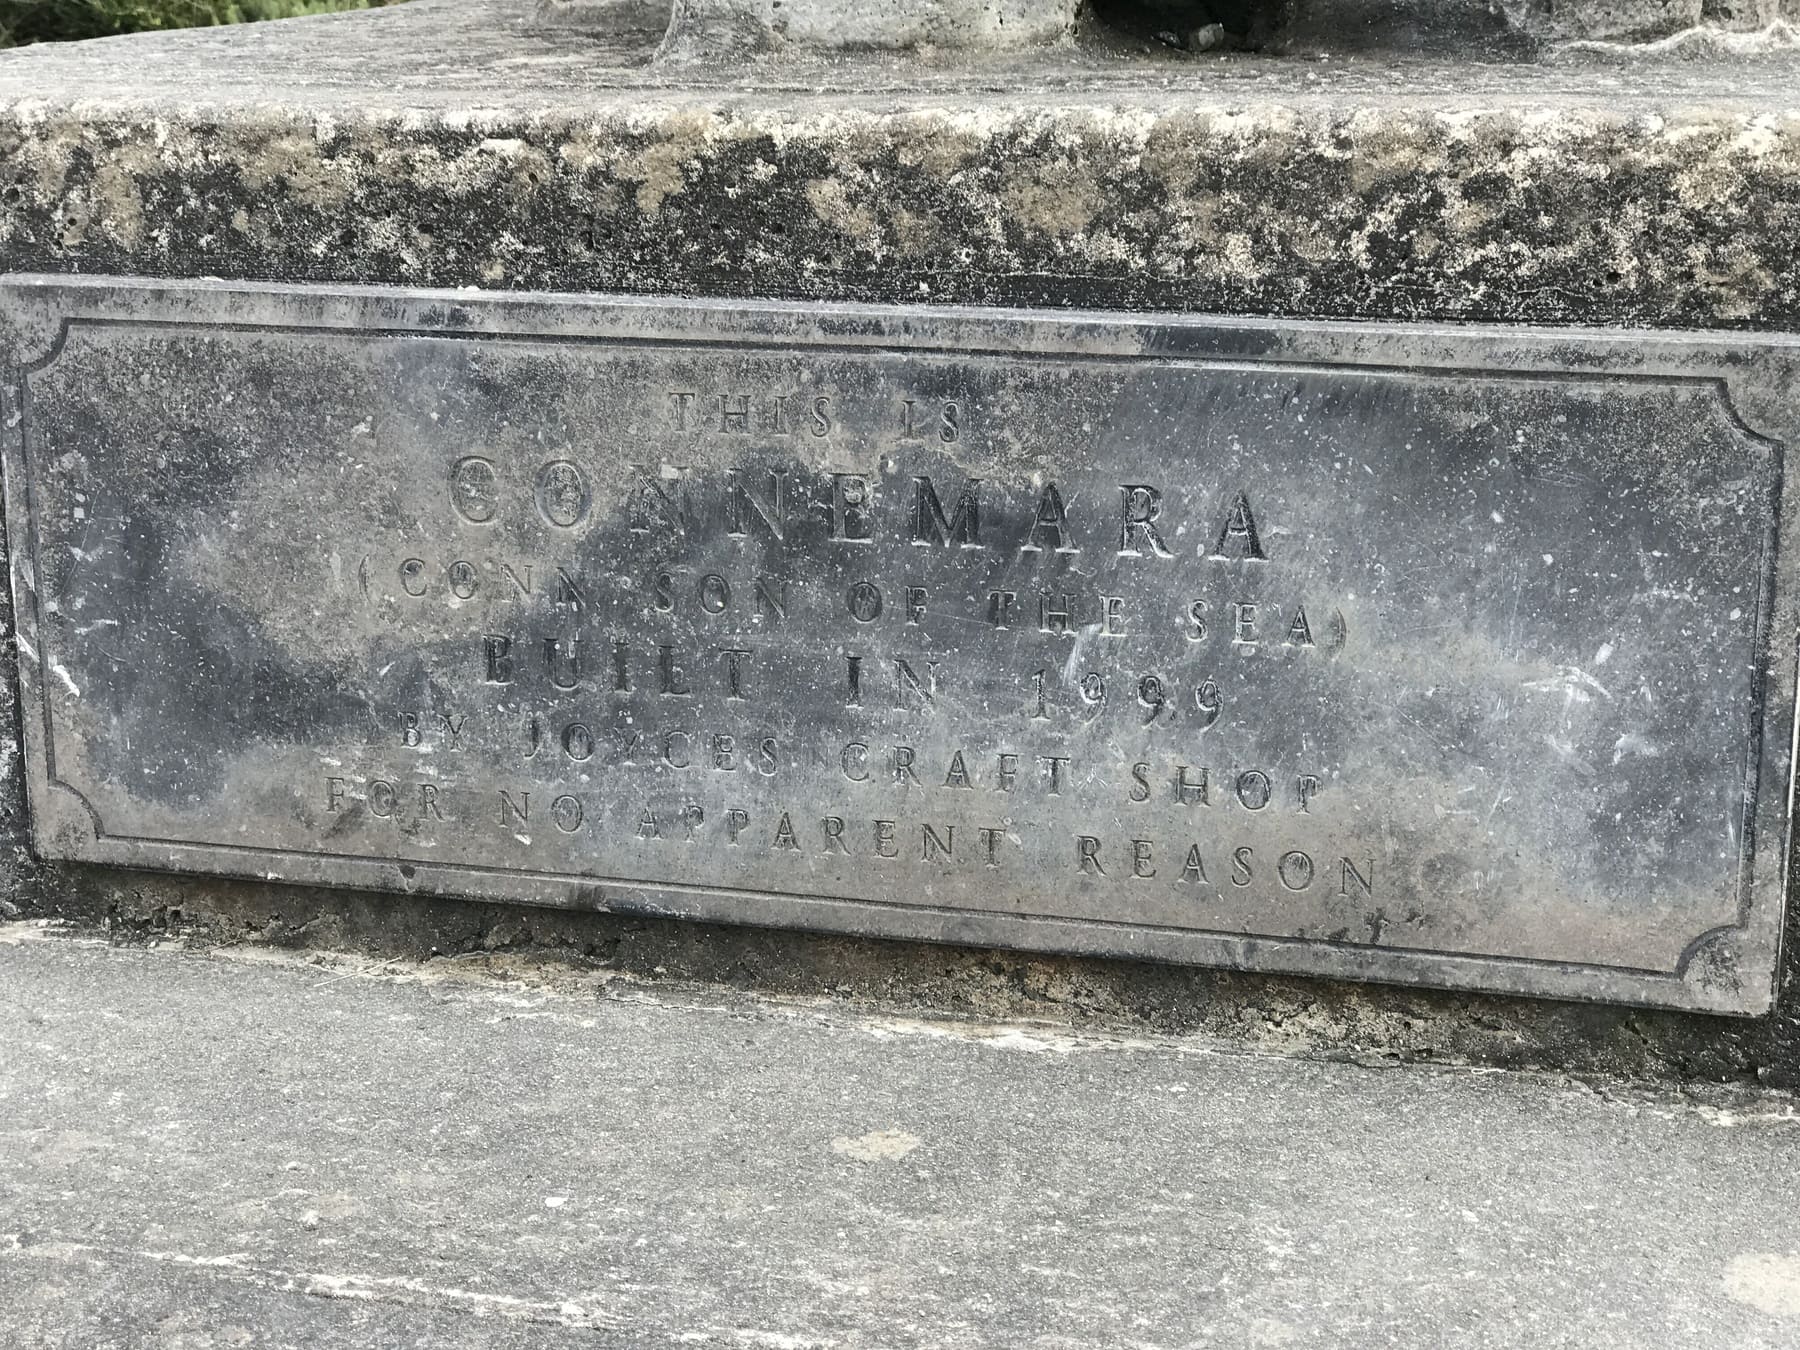 THIS IS
CONNEMARA
(CONN SON OF THE SEA)
BUILT IN 1999
BY JOYCES CRAFT SHOP
FOR NO APPARENT REASON